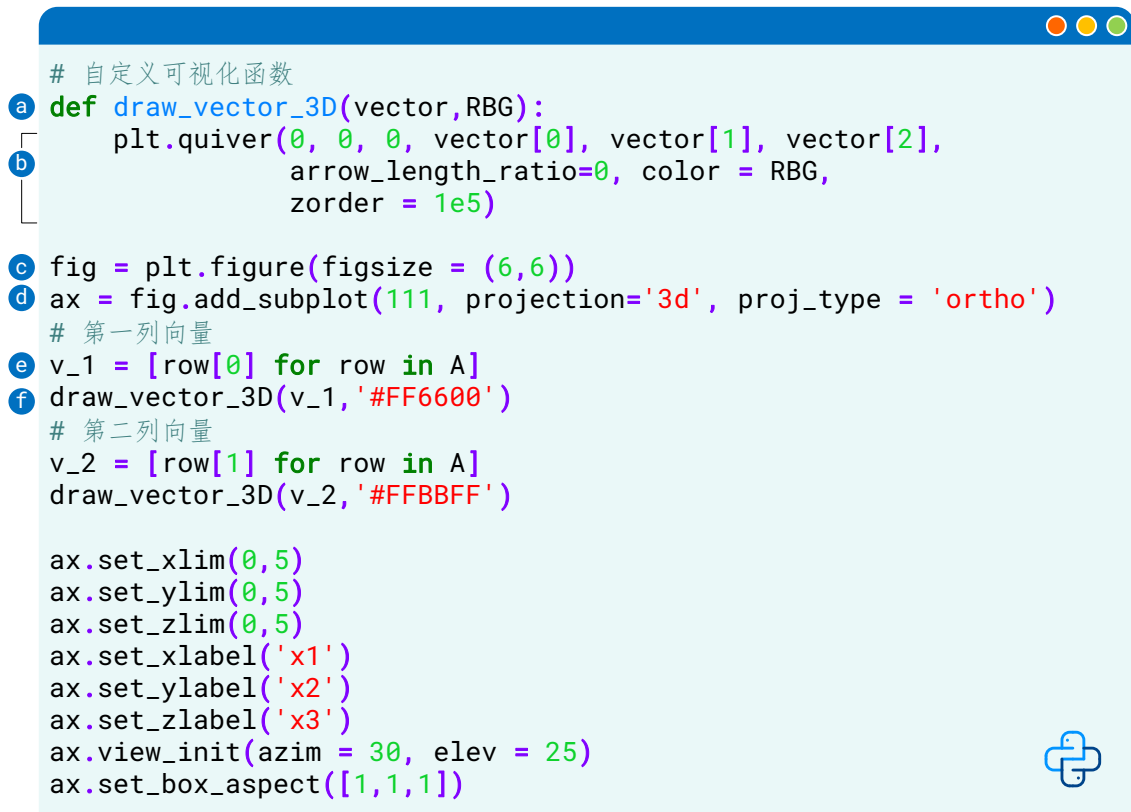 # 自定义可视化函数
a def draw_vector_3D(vector,RBG):
    plt.quiver(0, 0, 0, vector[0], vector[1], vector[2],
b              arrow_length_ratio=0, color = RBG,
               zorder = 1e5)
c fig = plt.figure(figsize = (6,6))
d ax = fig.add_subplot(111, projection='3d', proj_type = 'ortho')
# 第一列向量
e v_1 = [row[0] for row in A]
f draw_vector_3D(v_1,'#FF6600')
# 第二列向量
v_2 = [row[1] for row in A]
draw_vector_3D(v_2,'#FFBBFF')
ax.set_xlim(0,5)
ax.set_ylim(0,5)
ax.set_zlim(0,5)
ax.set_xlabel('x1')
ax.set_ylabel('x2')
ax.set_zlabel('x3')
ax.view_init(azim = 30, elev = 25)
ax.set_box_aspect([1,1,1])